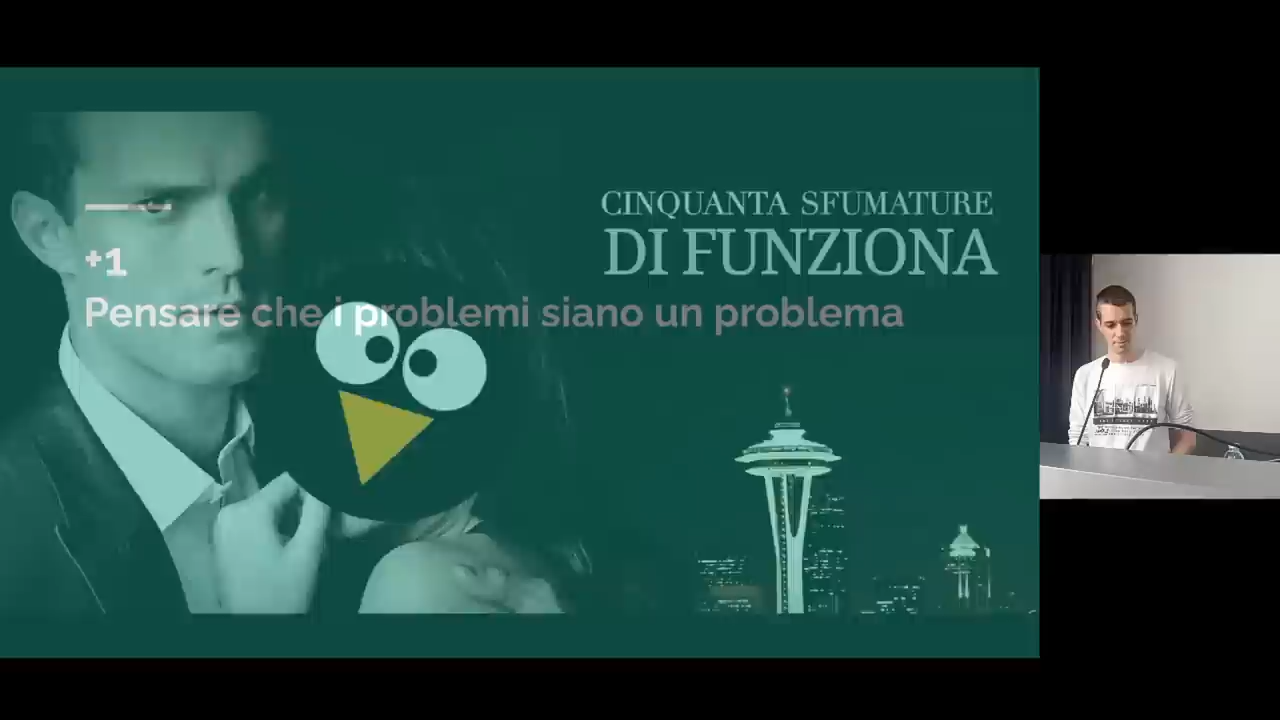 CINQUANTA SFUMATURE
DI FUNZIONA
+1
Pensare che i problemi siano un problema